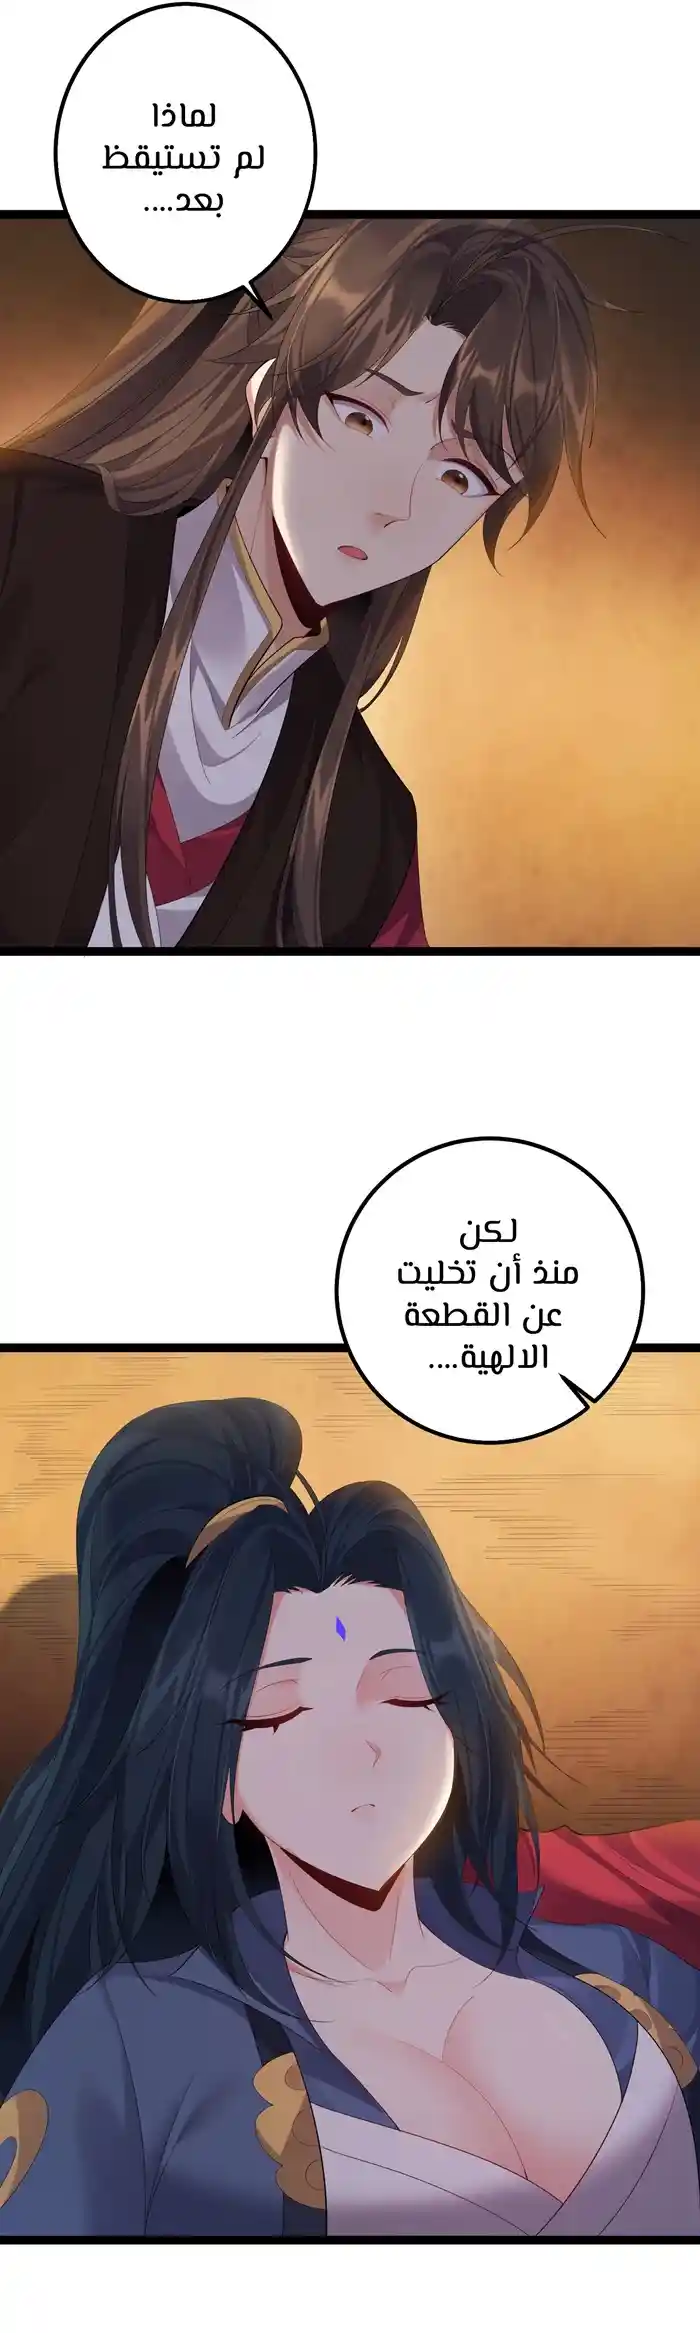 لماذا
لم تستيقظ
بعد....
لكن
منذ أن تخليت
عن القطعة
الالهية....